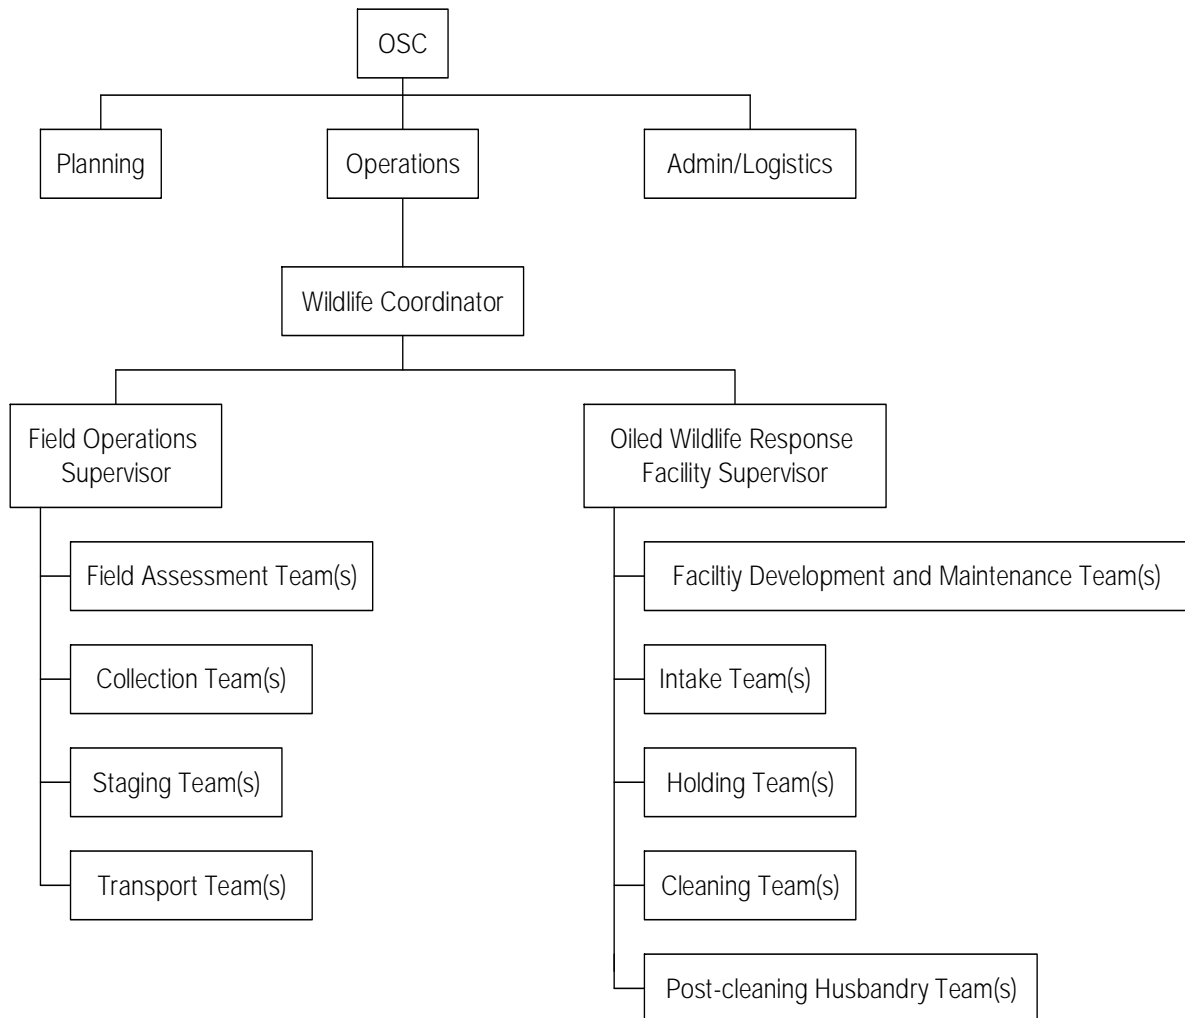 OSC
Planning
Operations
Admin/Logistics
Wildlife Coordinator
Field Operations
Supervisor
Oiled Wildlife Response
Facility Supervisor
Field Assessment Team(s)
Collection Team(s)
Staging Team(s)
Transport Team(s)
Faciltiy Development and Maintenance Team(s)
Intake Team(s)
Holding Team(s)
Cleaning Team(s)
Post-cleaning Husbandry Team(s)